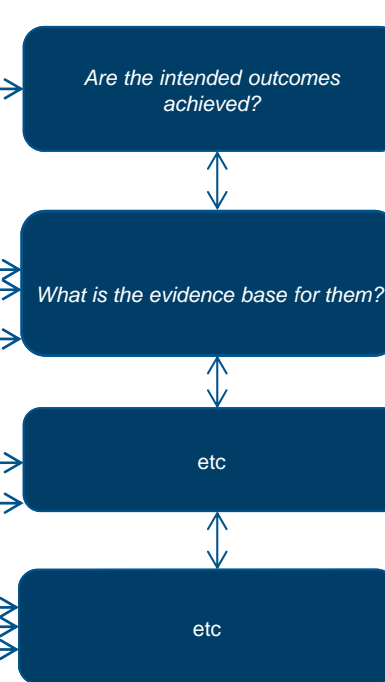 Are the intended outcomes
achieved?
What is the evidence base for them?
etc
etc